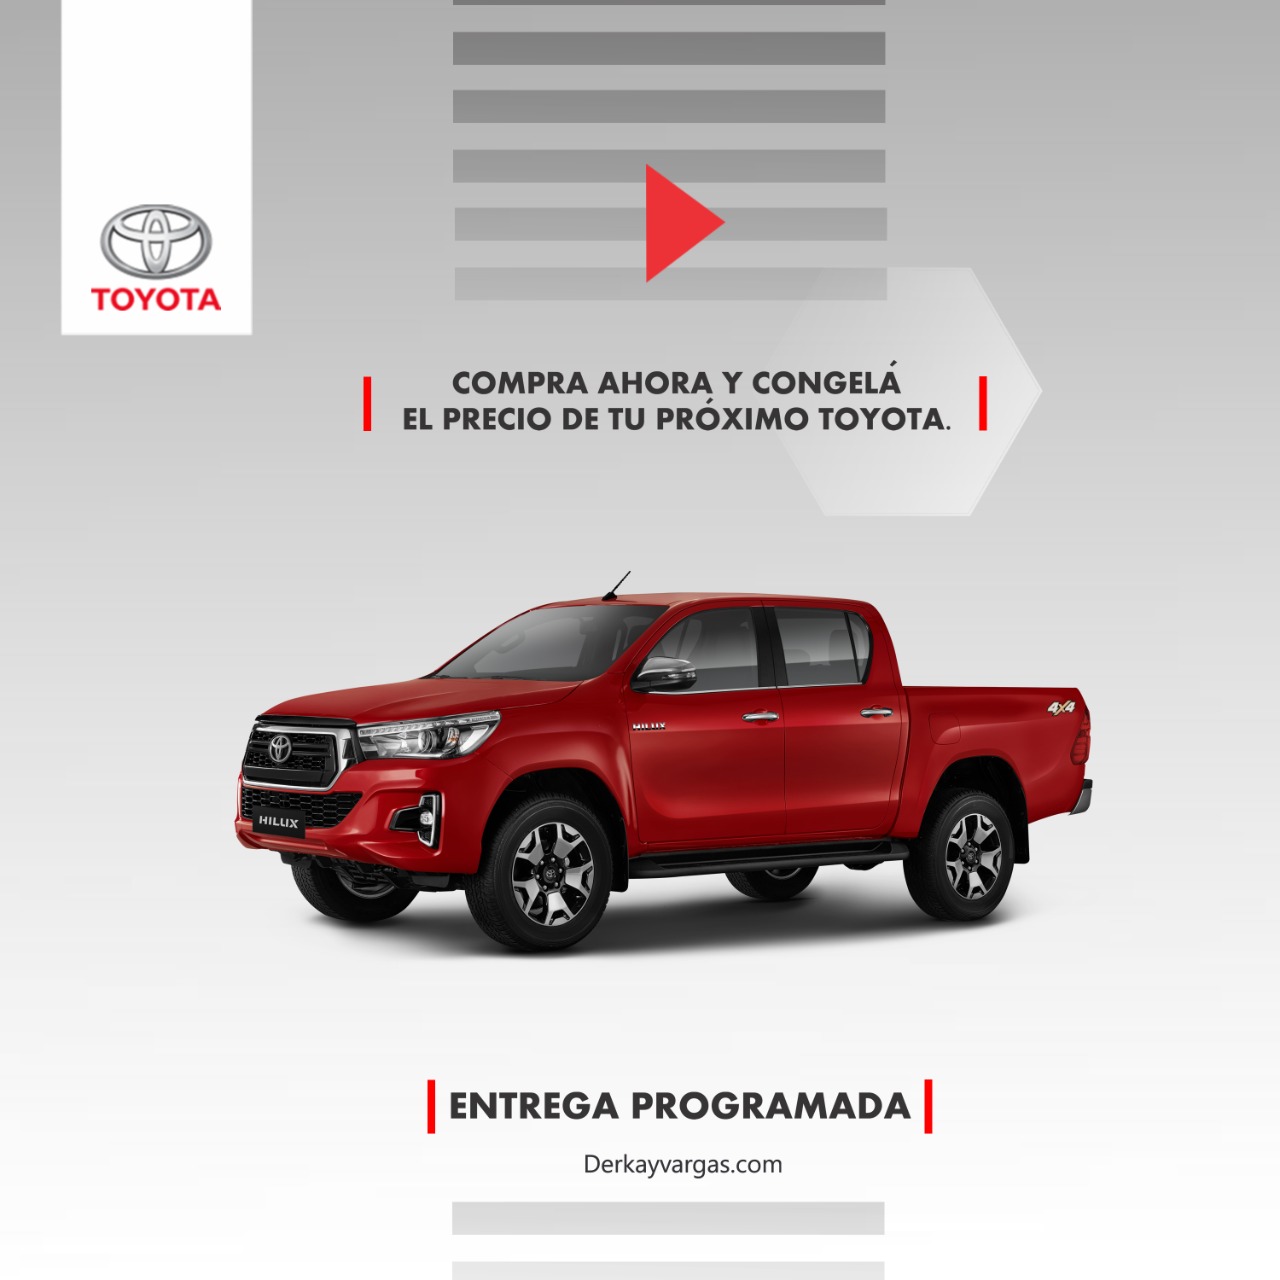 TOYOTA
COMPRA AHORA Y CONGELÁ
EL PRECIO DE TU PRÓXIMO TOYOTA.
4x4
HILUX
HILUX
ENTREGA PROGRAMADA
Derkayvargas.com